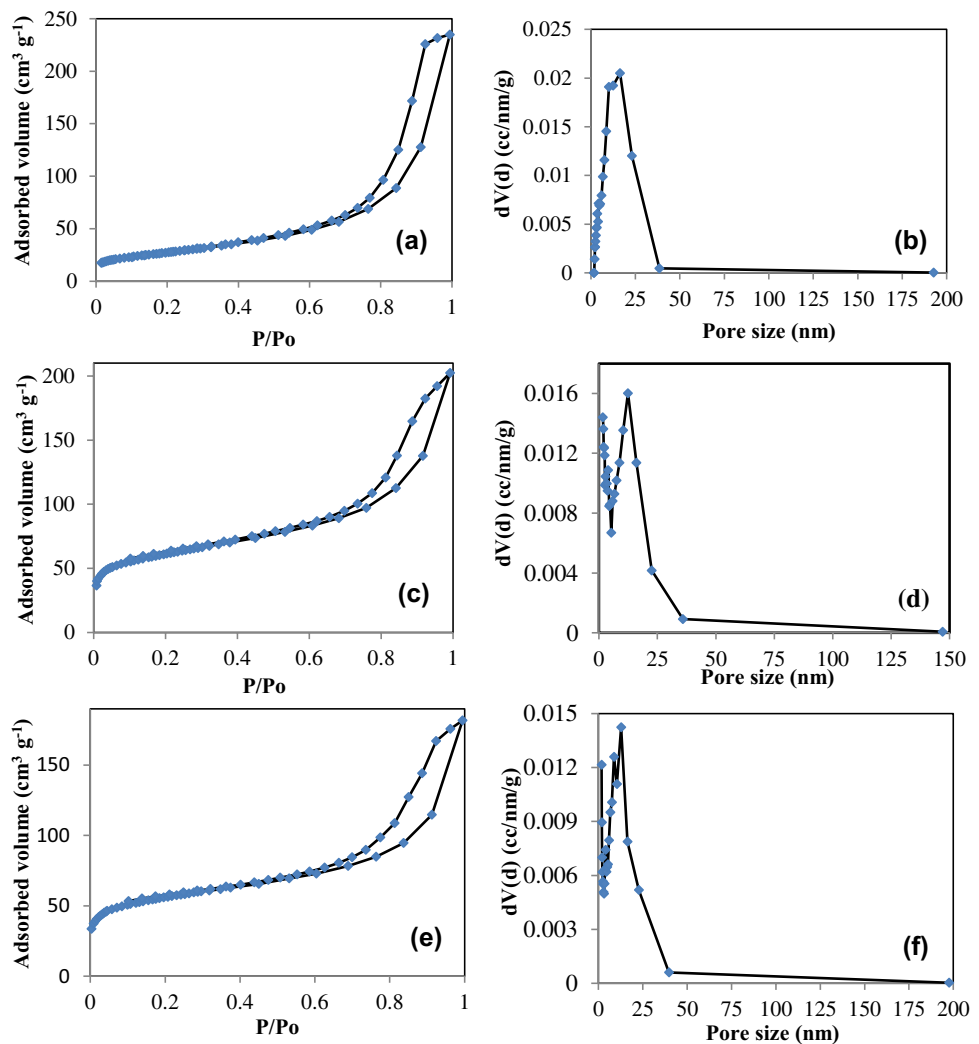 Adsorbed volume (cm³ g⁻¹)
250
200
150
100
50
0
(a)
0 0.2 0.4 0.6 0.8 1
P/Po
dV(d) (cc/nm/g)
0.025
0.02
0.015
0.01
0.005
0
(b)
0 25 50 75 100 125 150 175 200
Pore size (nm)
Adsorbed volume (cm³ g⁻¹)
200
150
100
50
0
(c)
0 0.2 0.4 0.6 0.8 1
P/Po
dV(d) (cc/nm/g)
0.016
0.012
0.008
0.004
0
(d)
0 25 50 75 100 125 150
Pore size (nm)
Adsorbed volume (cm³ g⁻¹)
150
100
50
0
(e)
0 0.2 0.4 0.6 0.8 1
P/Po
dV(d) (cc/nm/g)
0.015
0.012
0.009
0.006
0.003
0
(f)
0 25 50 75 100 125 150 175 200
Pore size (nm)